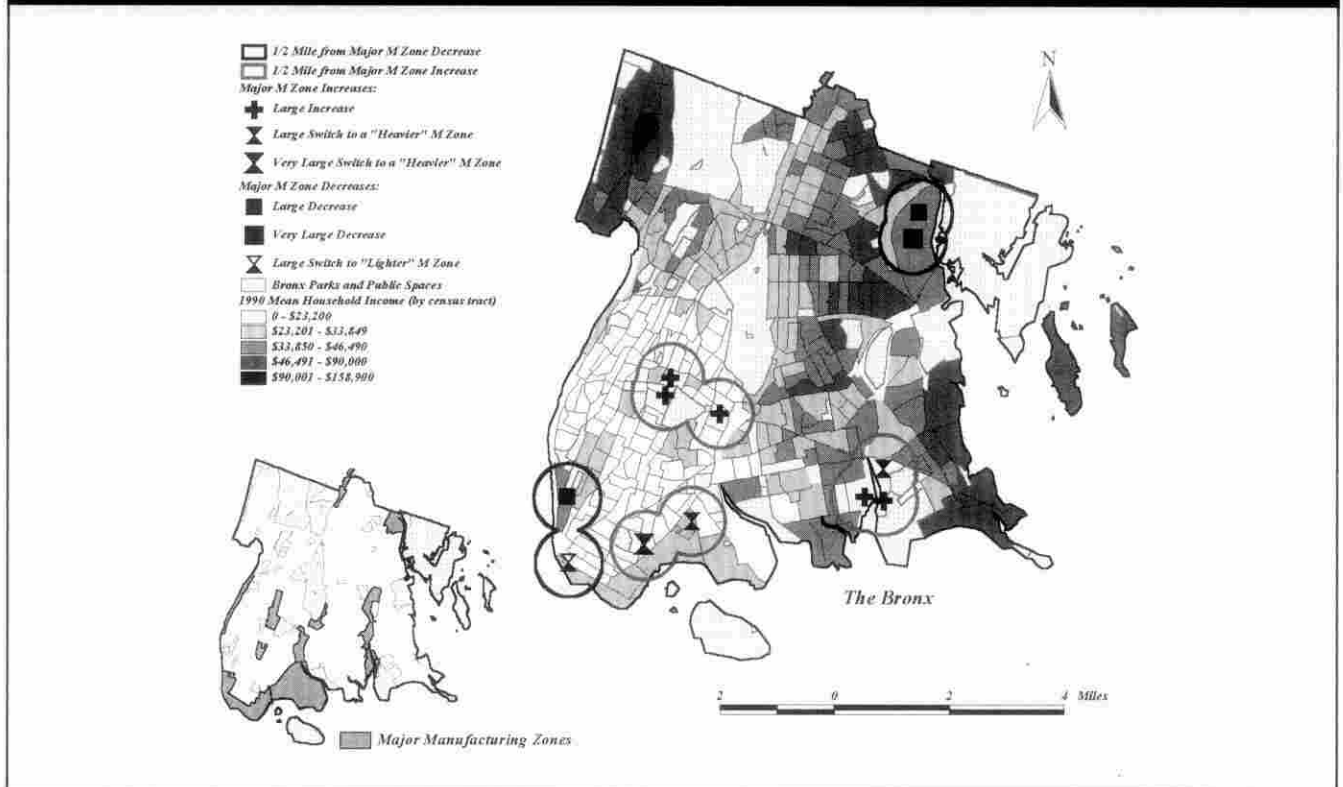 1/2 Mile from Major M Zone Decrease
1/2 Mile from Major M Zone Increase
Major M Zone Increases:
Large Increase
Large Switch to a "Heavier" M Zone
Very Large Switch to a "Heavier" M Zone
Major M Zone Decreases:
Large Decrease
Very Large Decrease
Large Switch to "Lighter" M Zone
Bronx Parks and Public Spaces
1990 Mean Household Income (by census tract)
0 - $23,200
$23,201 - $33,849
$33,850 - $46,490
$46,491 - $90,000
$90,001 - $158,900
N
The Bronx
2 0 2 4 Miles
Major Manufacturing Zones